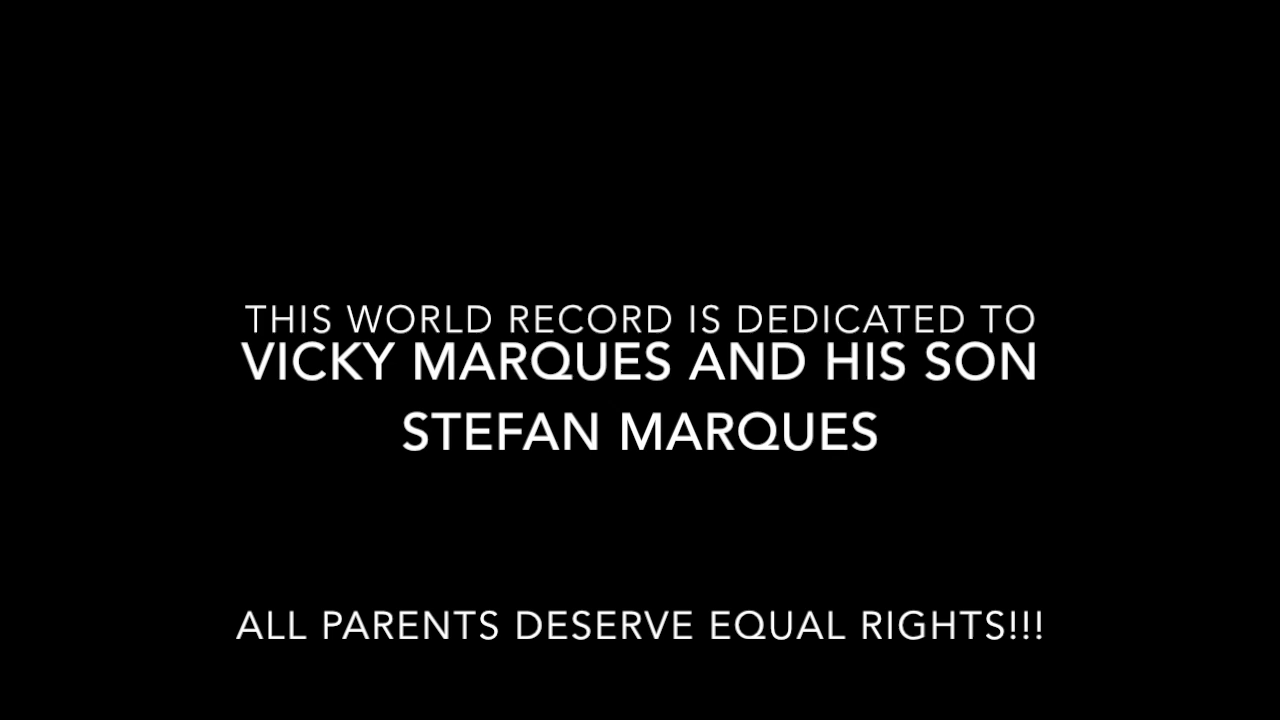 THIS WORLD RECORD IS DEDICATED TO
VICKY MARQUES AND HIS SON
STEFAN MARQUES
ALL PARENTS DESERVE EQUAL RIGHTS!!!